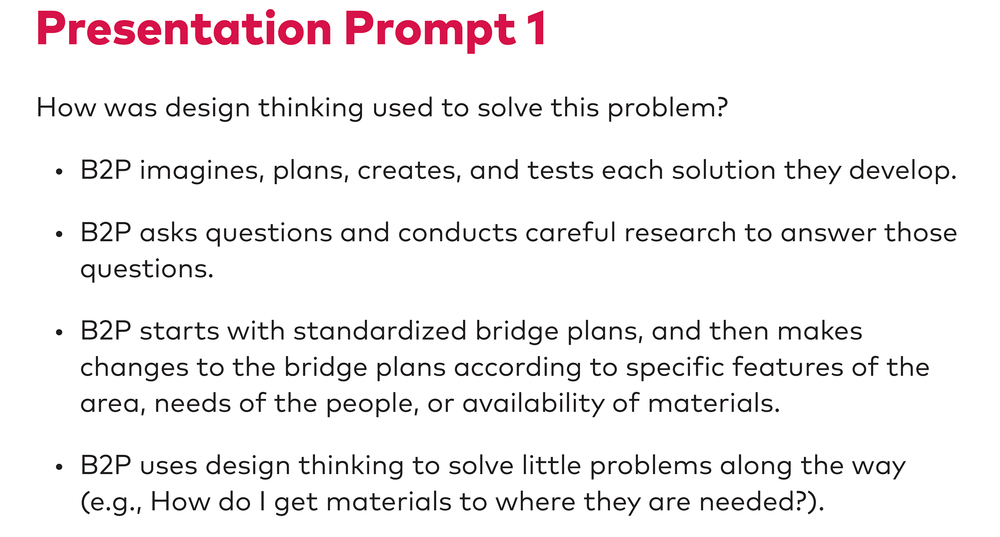 Presentation Prompt 1
How was design thinking used to solve this problem?
• B2P imagines, plans, creates, and tests each solution they develop.
• B2P asks questions and conducts careful research to answer those
questions.
• B2P starts with standardized bridge plans, and then makes
changes to the bridge plans according to specific features of the
area, needs of the people, or availability of materials.
• B2P uses design thinking to solve little problems along the way
(e.g., How do I get materials to where they are needed?).